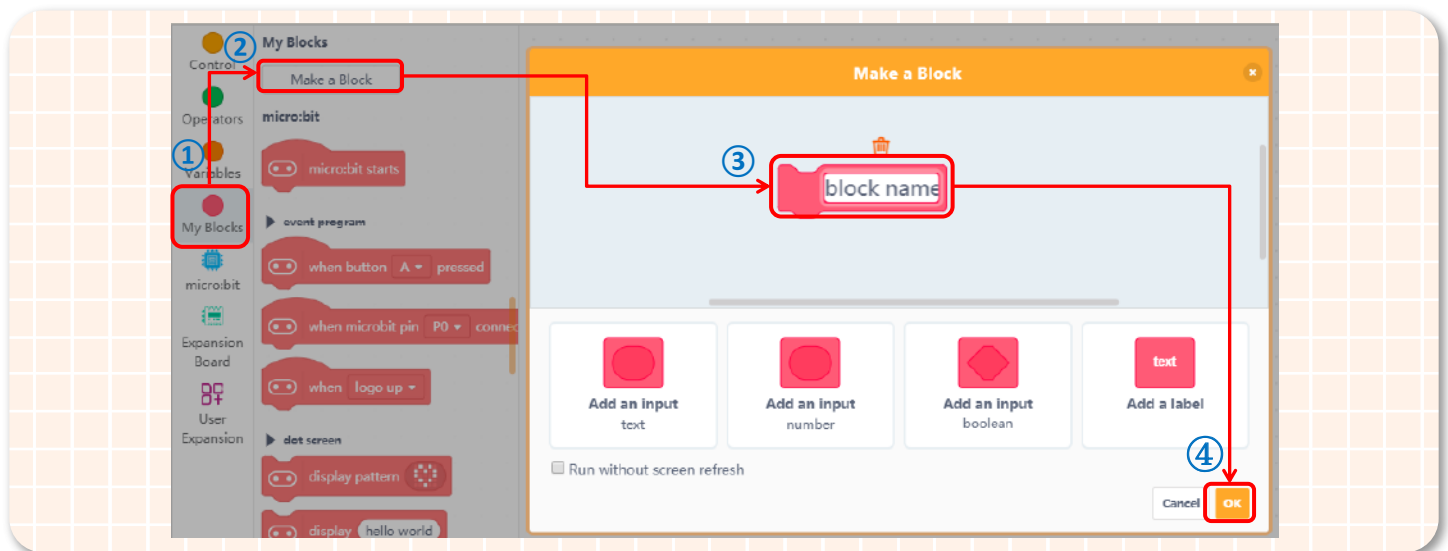 Control
Operators
Variables
My Blocks
micro:bit
Expansion
Board
User
Expansion
My Blocks
Make a Block
micro:bit
micro:bit starts
event program
when button A pressed
when microbit pin P0 connec
when logo up
dot screen
display pattern
display hello world
①
②
③
④
Make a Block
block name
Add an input
text
Add an input
number
Add an input
boolean
text
Add a label
Run without screen refresh
Cancel OK